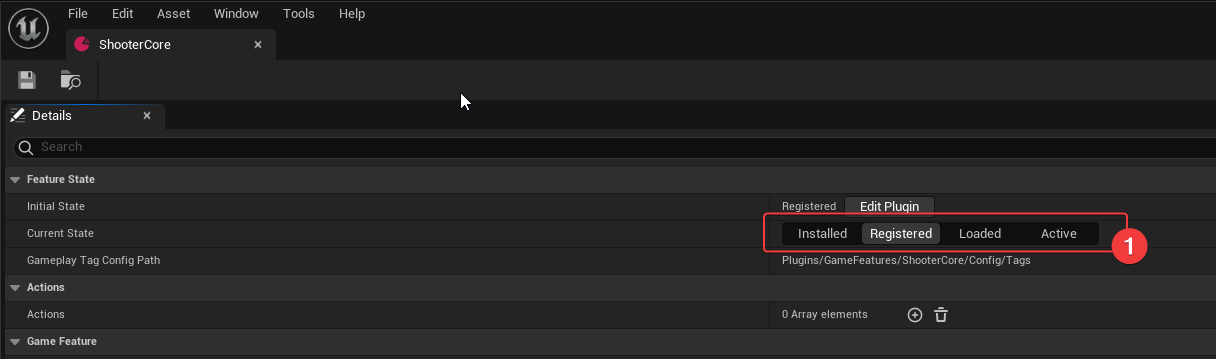 File Edit Asset Window Tools Help
ShooterCore
Details
Search
Feature State
Initial State Registered Edit Plugin
Current State Installed Registered Loaded Active
1
Gameplay Tag Config Path Plugins/GameFeatures/ShooterCore/Config/Tags
Actions
Actions 0 Array elements
Game Feature